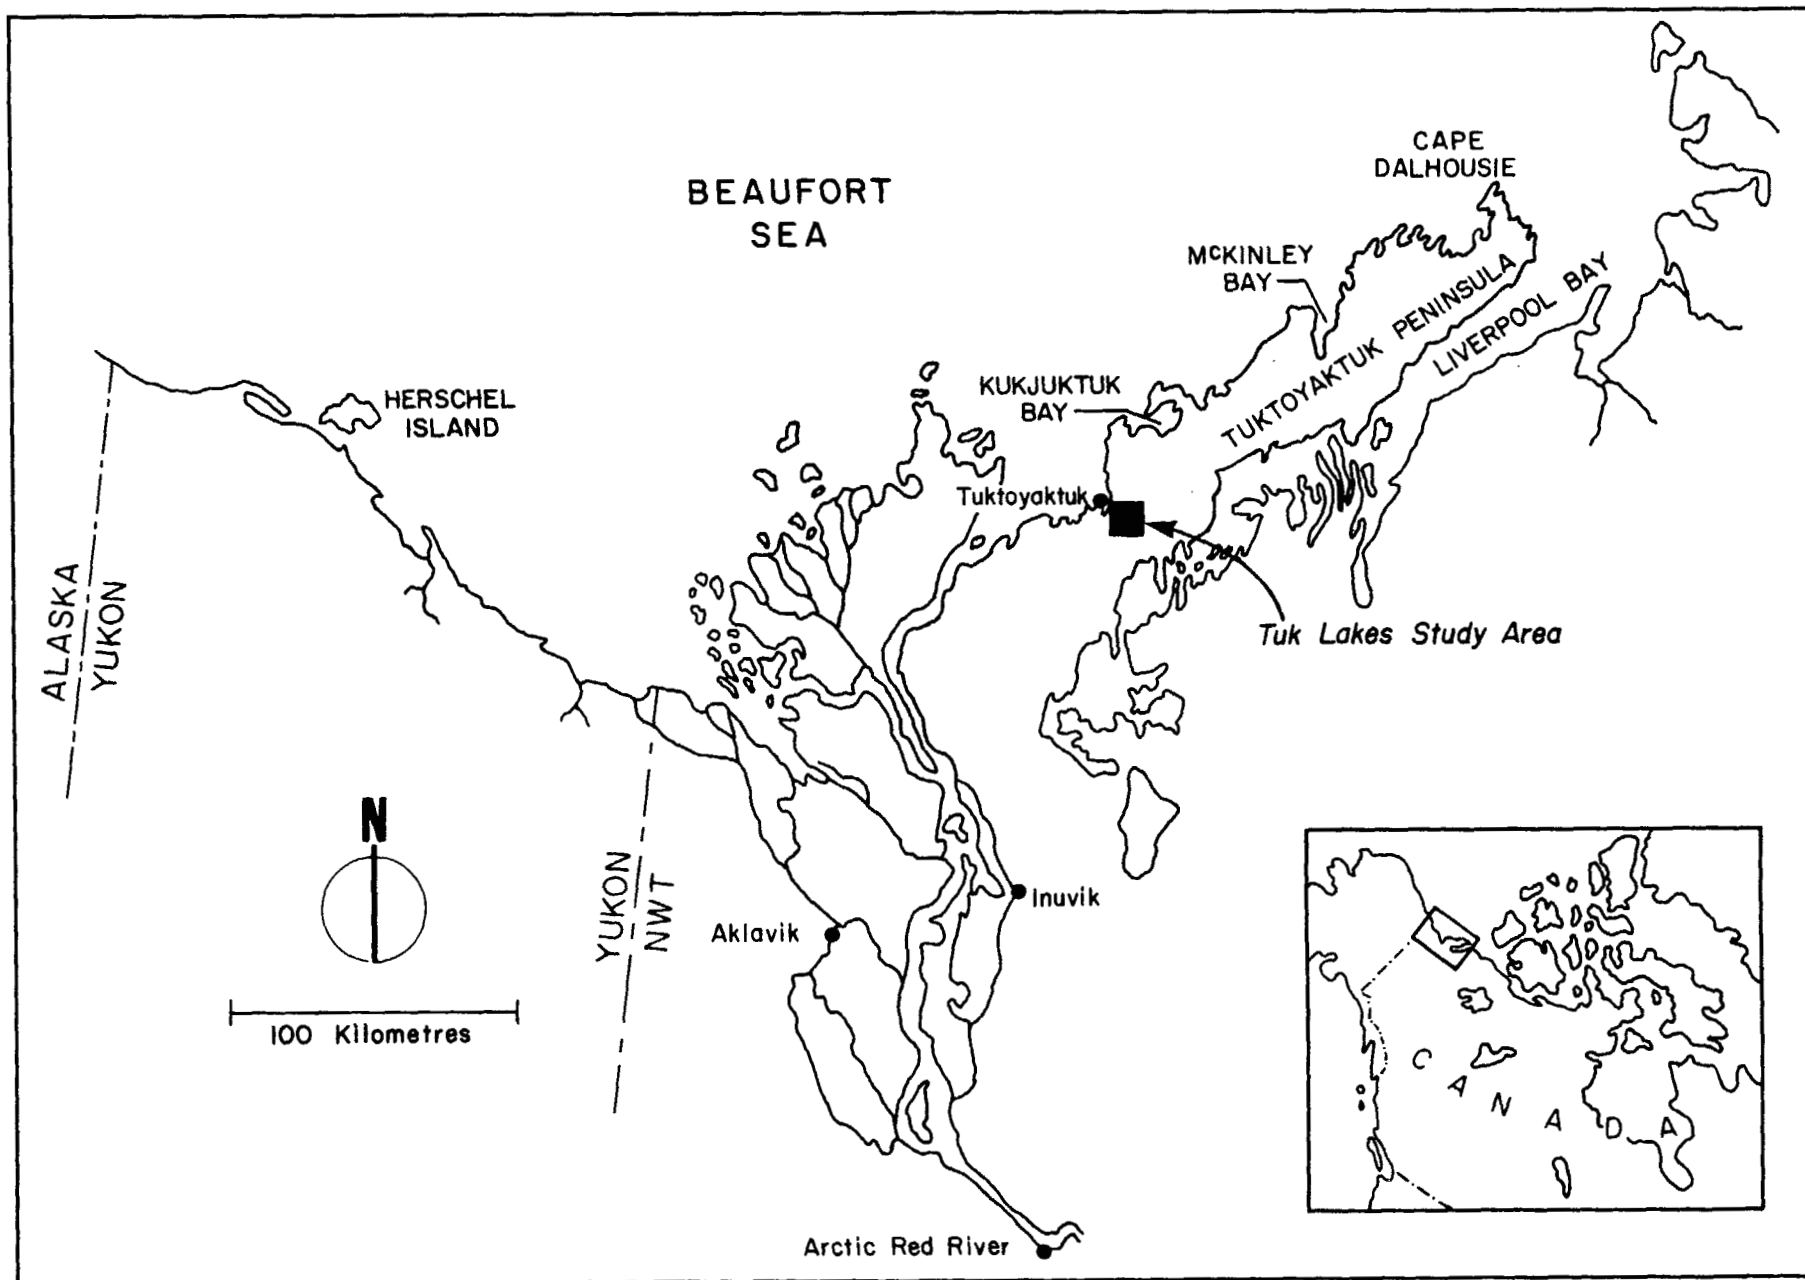 CAPE
DALHOUSIE
BEAUFORT
SEA
McKINLEY
BAY
TUKTOYAKTUK PENINSULA
LIVERPOOL BAY
KUKJUKTUK
BAY
HERSCHEL
ISLAND
Tuktoyaktuk
Tuk Lakes Study Area
ALASKA
YUKON
N
YUKON
NWT
Inuvik
Aklavik
100 Kilometres
CANADA
Arctic Red River